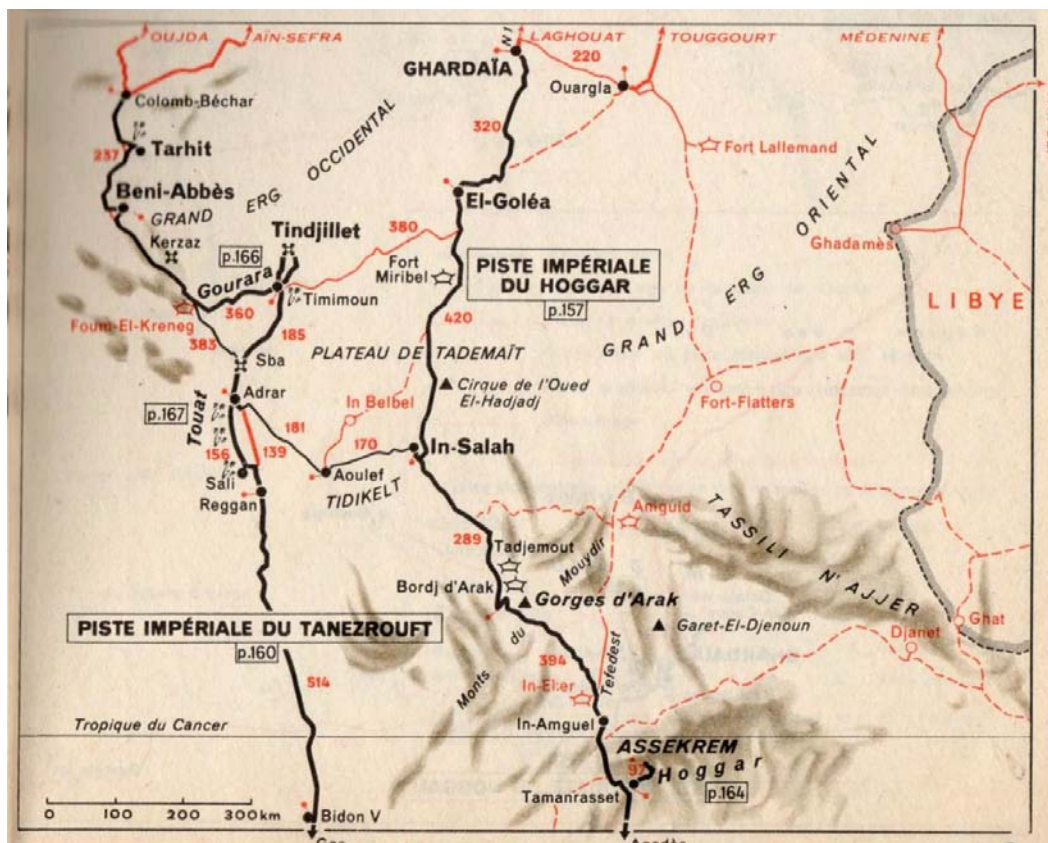 OUJDA
AÏN-SEFRA
N1
LAGHOUAT
TOUGGOURT
MÉDENINE
220
GHARDAÏA
Ouargla
Colomb-Béchar
OCCIDENTAL
320
237
Tarhit
Fort Lallemand
ORIENTAL
Beni-Abbès
El-Goléa
GRAND ERG
Kerzaz
Tindjillet
380
Ghadamès
p.166
Fort
Miribel
PISTE IMPÉRIALE
DU HOGGAR
p.157
ERG
LIBYE
Gourara
Timimoun
Foum-El-Kreneg
360
420
383
185
PLATEAU DE TADEMAÏT
GRAND
Sba
Cirque de l'Oued
El-Hadjadj
Adrar
In Belbel
Fort-Flatters
p.167
Touat
181
170
In-Salah
156
139
Sali
Aoulef
TIDIKELT
Reggan
Amguid
TASSILI
289
Tadjemout
Mouydir
Bordj d'Arak
N'AJJER
Gorges d'Arak
PISTE IMPÉRIALE DU TANEZROUFT
Garet-El-Djenoun
Ghat
Djanet
p.160
du
394
Tefedest
Monts
514
In-Eker
Tropique du Cancer
In-Amguel
ASSEKREM
97
Hoggar
p.164
Tamanrasset
0 100 200 300 km
Bidon V